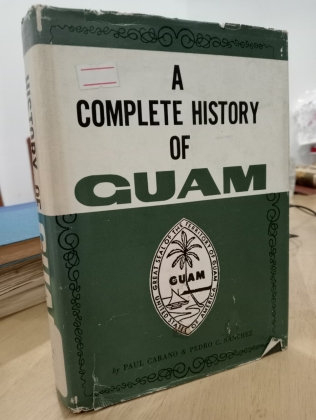 A
COMPLETE HISTORY
OF
GUAM
GREAT SEAL OF THE TERRITORY OF GUAM
GUAM
UNITED STATES OF AMERICA
by PAUL CARANO & PEDRO C. SANCHEZ
HISTORY OF